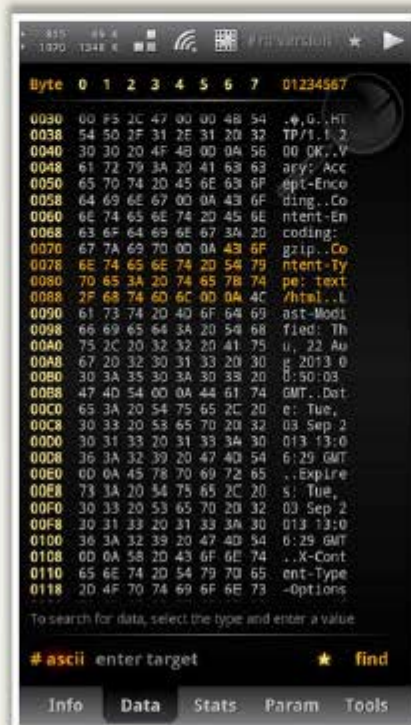 815 69 K
1070 1348 K #nsversion
Byte 0 1 2 3 4 5 6 7 01234567
0030 00 F5 2C 47 00 00 48 54 .õ,G..HT
0038 54 50 2F 31 2E 31 20 32 TP/1.1 2
0040 30 30 20 4F 4B 0D 0A 56 00 OK..V
0048 61 72 79 3A 20 41 63 63 ary: Acc
0050 65 70 74 2D 45 6E 63 6F ept-Enco
0058 64 69 6E 67 0D 0A 43 6F ding..Co
0060 6E 74 65 6E 74 2D 45 6E ntent-En
0068 63 6F 64 69 6E 67 3A 20 coding:
0070 67 7A 69 70 0D 0A 43 6F gzip..Co
0078 6E 74 65 6E 74 2D 54 79 ntent-Ty
0080 70 65 3A 20 74 65 78 74 pe: text
0088 2F 68 74 6D 6C 0D 0A 4C /html..L
0090 61 73 74 2D 4D 6F 64 69 ast-Modi
0098 66 69 65 64 3A 20 54 68 fied: Th
00A0 75 2C 20 32 32 20 41 75 u, 22 Au
00A8 67 20 32 30 31 33 20 30 g 2013 0
00B0 30 3A 35 30 3A 30 33 20 0:50:03
00B8 47 4D 54 0D 0A 44 61 74 GMT..Dat
00C0 65 3A 20 54 75 65 2C 20 e: Tue,
00C8 30 33 20 53 65 70 20 32 03 Sep 2
00D0 30 31 33 20 31 33 3A 30 013 13:0
00D8 36 3A 32 39 20 47 4D 54 6:29 GMT
00E0 0D 0A 45 78 70 69 72 65 ..Expire
00E8 73 3A 20 54 75 65 2C 20 s: Tue,
00F0 30 33 20 53 65 70 20 32 03 Sep 2
00F8 30 31 33 20 31 33 3A 30 013 13:0
0100 36 3A 32 39 20 47 4D 54 6:29 GMT
0108 0D 0A 58 2D 43 6F 6E 74 ..X-Cont
0110 65 6E 74 2D 54 79 70 65 ent-Type
0118 2D 4F 70 74 69 6F 6E 73 -Options
To search for data, select the type and enter a value
# ascii enter target find
Info Data Stats Param Tools